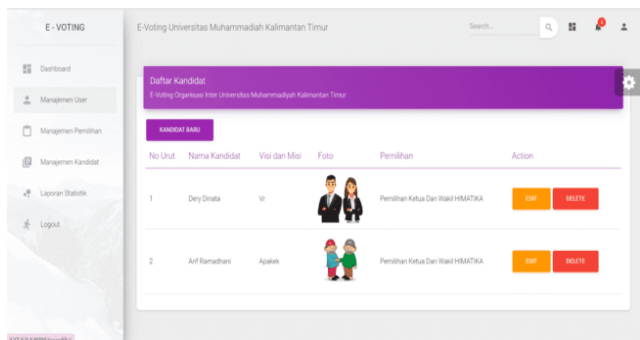 E - VOTING
E-Voting Universitas Muhammadiah Kalimantan Timur
Search...
Dashboard
Manajemen User
Manajemen Pemilihan
Manajemen Kandidat
Laporan Statistik
Logout
Daftar Kandidat
E-Voting Organisasi Inter Universitas Muhammadiyah Kalimantan Timur
KANDIDAT BARU
No Urut Nama Kandidat Visi dan Misi Foto Pemilihan Action
1 Dery Dinata Vr Pemilihan Ketua Dan Wakil HIMATIKA EDIT DELETE
2 Arif Ramadhani Apakek Pemilihan Ketua Dan Wakil HIMATIKA EDIT DELETE